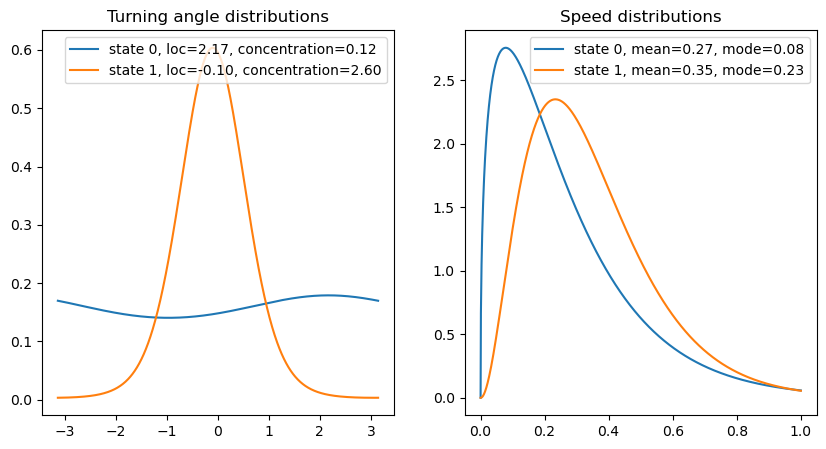 Turning angle distributions
state 0, loc=2.17, concentration=0.12
state 1, loc=-0.10, concentration=2.60
0.6
0.5
0.4
0.3
0.2
0.1
0.0
−3 −2 −1 0 1 2 3
Speed distributions
state 0, mean=0.27, mode=0.08
state 1, mean=0.35, mode=0.23
2.5
2.0
1.5
1.0
0.5
0.0
0.0 0.2 0.4 0.6 0.8 1.0